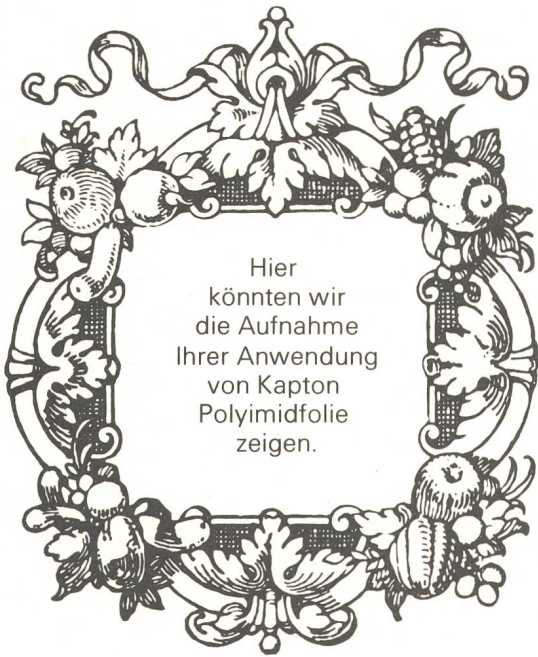 Hier
könnten wir
die Aufnahme
Ihrer Anwendung
von Kapton
Polyimidfolie
zeigen.